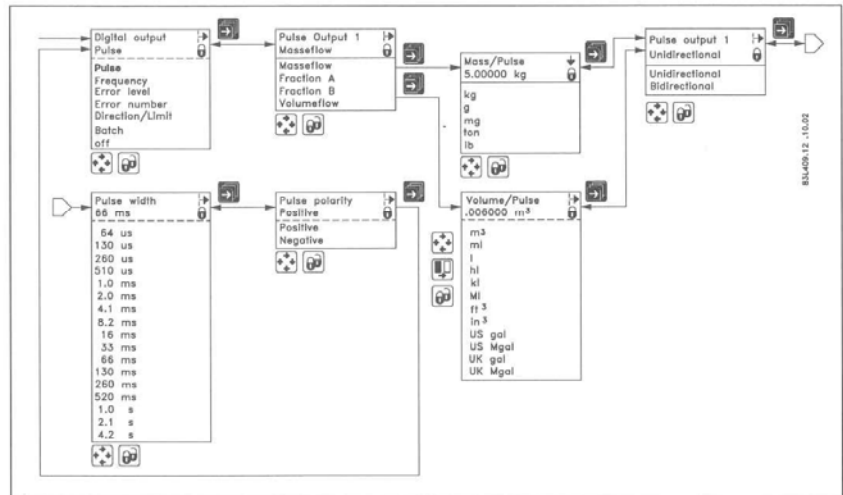 Digital output
Pulse
Pulse
Frequency
Error level
Error number
Direction/Limit
Batch
off
Pulse Output 1
Masseflow
Masseflow
Fraction A
Fraction B
Volumeflow
Mass/Pulse
5.00000 kg
kg
g
mg
ton
lb
Pulse output 1
Unidirectional
Unidirectional
Bidirectional
83L409.12 .10.02
Pulse width
66 ms
64 us
130 us
260 us
510 us
1.0 ms
2.0 ms
4.1 ms
8.2 ms
16 ms
33 ms
66 ms
130 ms
260 ms
520 ms
1.0 s
2.1 s
4.2 s
Pulse polarity
Positive
Positive
Negative
Volume/Pulse
.006000 m³
m³
ml
l
hl
kl
Ml
ft³
in³
US gal
US Mgal
UK gal
UK Mgal